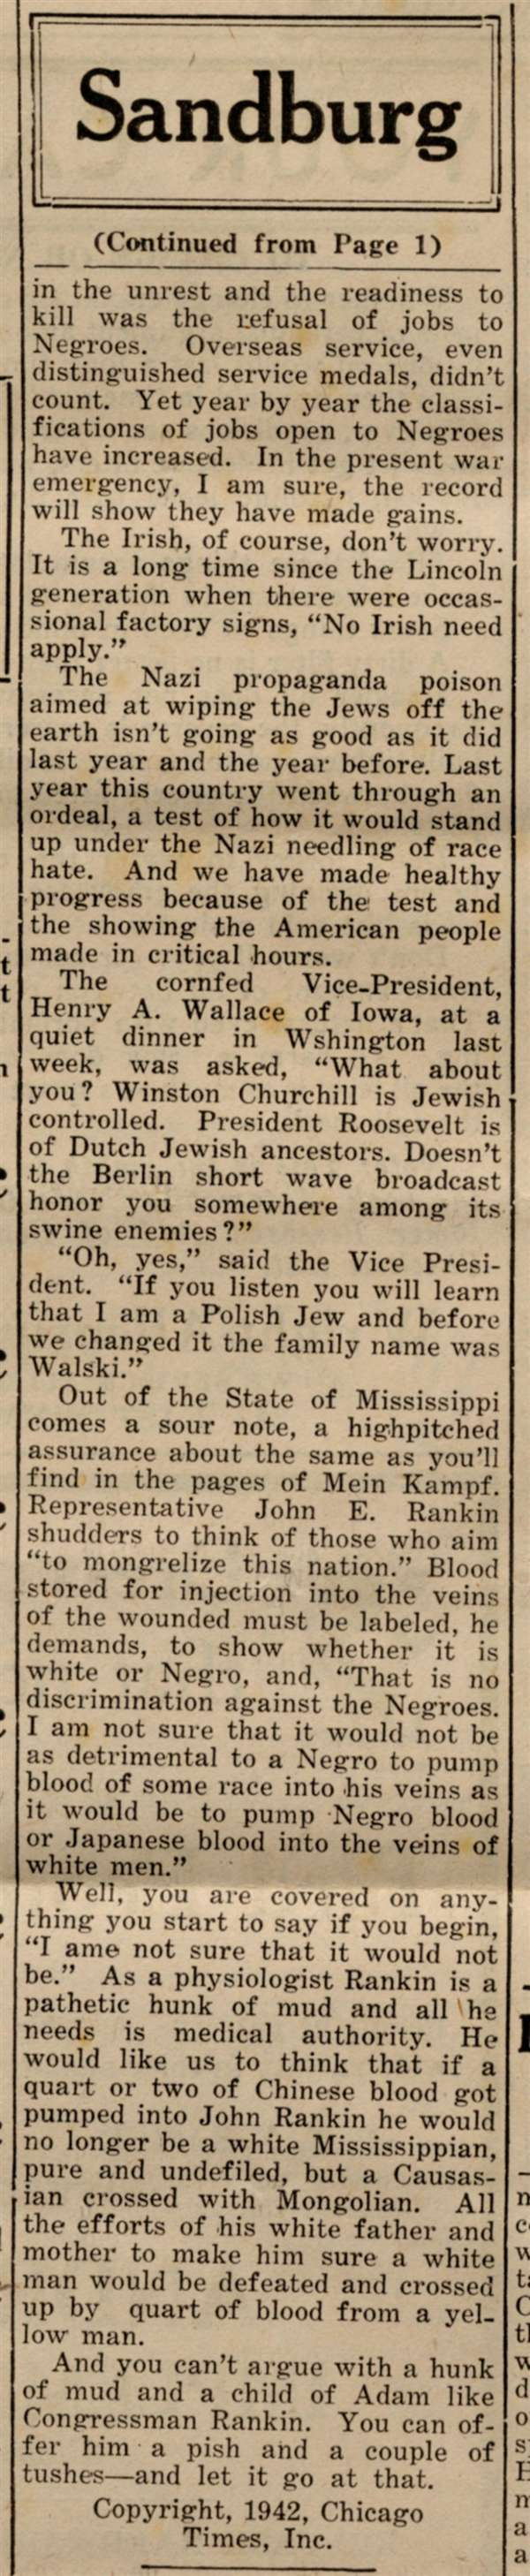 Sandburg
(Continued from Page 1)
in the unrest and the readiness to
kill was the refusal of jobs to
Negroes. Overseas service, even
distinguished service medals, didn't
count. Yet year by year the classi-
fications of jobs open to Negroes
have increased. In the present war
emergency, I am sure, the record
will show they have made gains.
The Irish, of course, don't worry.
It is a long time since the Lincoln
generation when there were occas-
sional factory signs, "No Irish need
apply."
The Nazi propaganda poison
aimed at wiping the Jews off the
earth isn't going as good as it did
last year and the year before. Last
year this country went through an
ordeal, a test of how it would stand
up under the Nazi needling of race
hate. And we have made healthy
progress because of the test and
the showing the American people
made in critical hours.
The cornfed Vice-President,
Henry A. Wallace of Iowa, at a
quiet dinner in Wshington last
week, was asked, "What about
you? Winston Churchill is Jewish
controlled. President Roosevelt is
of Dutch Jewish ancestors. Doesn't
the Berlin short wave broadcast
honor you somewhere among its
swine enemies?"
"Oh, yes," said the Vice Presi-
dent. "If you listen you will learn
that I am a Polish Jew and before
we changed it the family name was
Walski."
Out of the State of Mississippi
comes a sour note, a highpitched
assurance about the same as you'll
find in the pages of Mein Kampf.
Representative John E. Rankin
shudders to think of those who aim
"to mongrelize this nation." Blood
stored for injection into the veins
of the wounded must be labeled, he
demands, to show whether it is
white or Negro, and, "That is no
discrimination against the Negroes.
I am not sure that it would not be
as detrimental to a Negro to pump
blood of some race into his veins as
it would be to pump Negro blood
or Japanese blood into the veins of
white men."
Well, you are covered on any-
thing you start to say if you begin,
"I ame not sure that it would not
be." As a physiologist Rankin is a
pathetic hunk of mud and all he
needs is medical authority. He
would like us to think that if a
quart or two of Chinese blood got
pumped into John Rankin he would
no longer be a white Mississippian,
pure and undefiled, but a Causas-
ian crossed with Mongolian. All
the efforts of his white father and
mother to make him sure a white
man would be defeated and crossed
up by quart of blood from a yel-
low man.
And you can't argue with a hunk
of mud and a child of Adam like
Congressman Rankin. You can of-
fer him a pish and a couple of
tushes—and let it go at that.
Copyright, 1942, Chicago
Times, Inc.